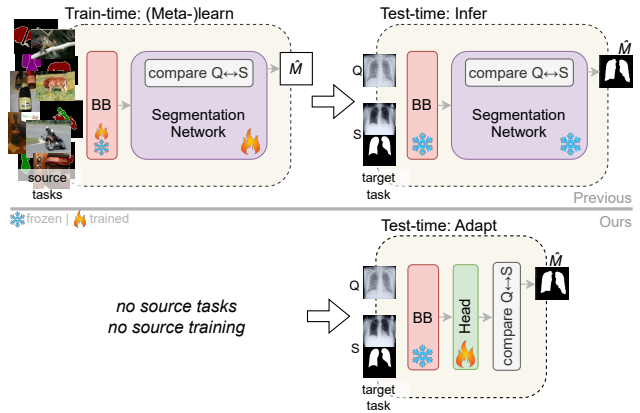 Train-time: (Meta-)learn
Test-time: Infer
compare Q↔S
M̂
BB
Segmentation
Network
source
tasks
Q
S
compare Q↔S
M̂
BB
Segmentation
Network
target
task
Previous
frozen | trained
Ours
Test-time: Adapt
no source tasks
no source training
Q
S
BB
Head
compare Q↔S
M̂
target
task